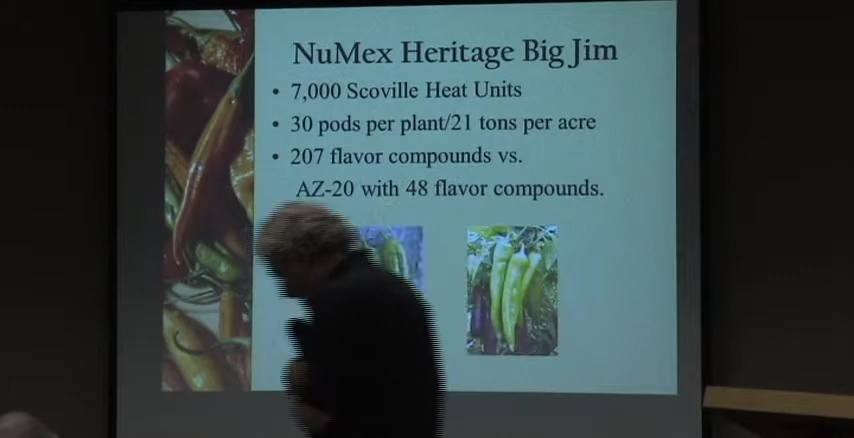 NuMex Heritage Big Jim
• 7,000 Scoville Heat Units
• 30 pods per plant/21 tons per acre
• 207 flavor compounds vs.
AZ-20 with 48 flavor compounds.